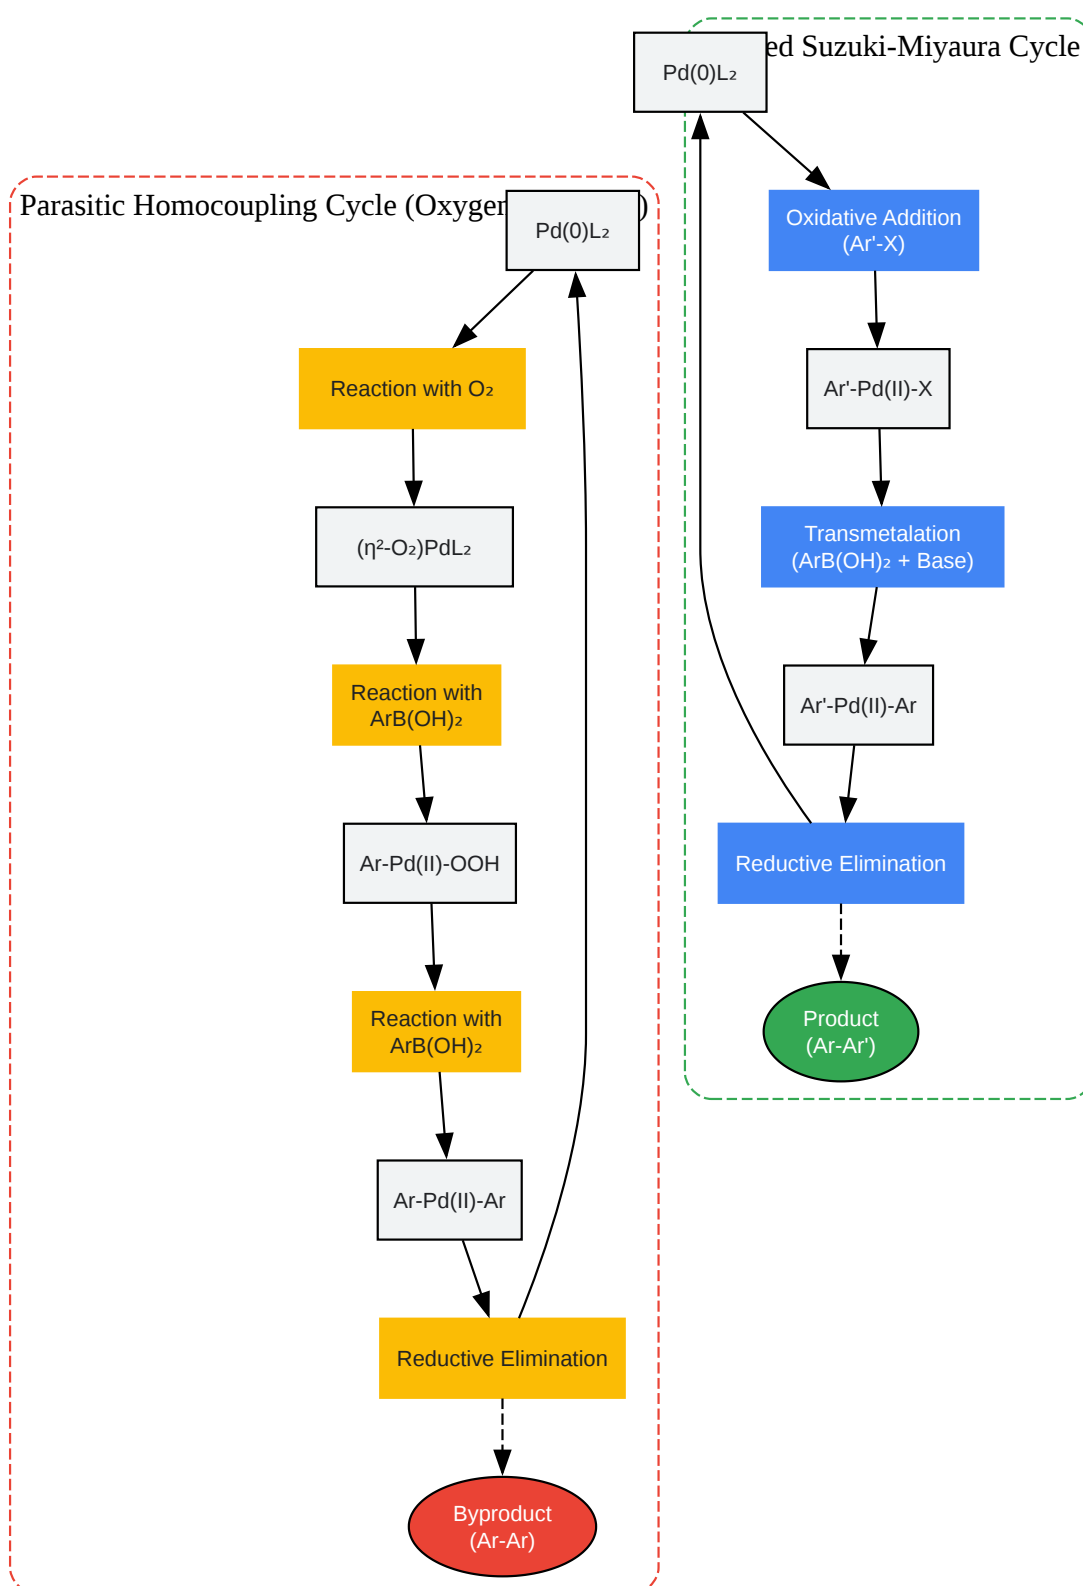 ed Suzuki-Miyaura Cycle
Pd(0)L₂
Oxidative Addition
(Ar'-X)
Ar'-Pd(II)-X
Transmetalation
(ArB(OH)₂ + Base)
Ar'-Pd(II)-Ar
Reductive Elimination
Product
(Ar-Ar')
Parasitic Homocoupling Cycle (Oxygen )
Pd(0)L₂
Reaction with O₂
(η²-O₂)PdL₂
Reaction with
ArB(OH)₂
Ar-Pd(II)-OOH
Reaction with
ArB(OH)₂
Ar-Pd(II)-Ar
Reductive Elimination
Byproduct
(Ar-Ar)